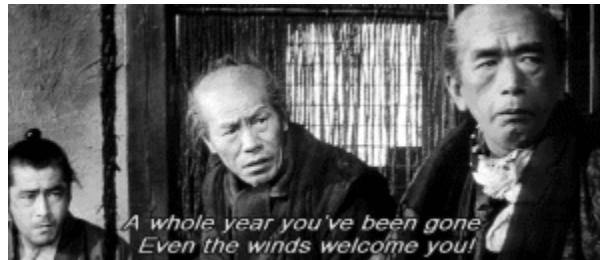 A whole year you've been gone
Even the winds welcome you!